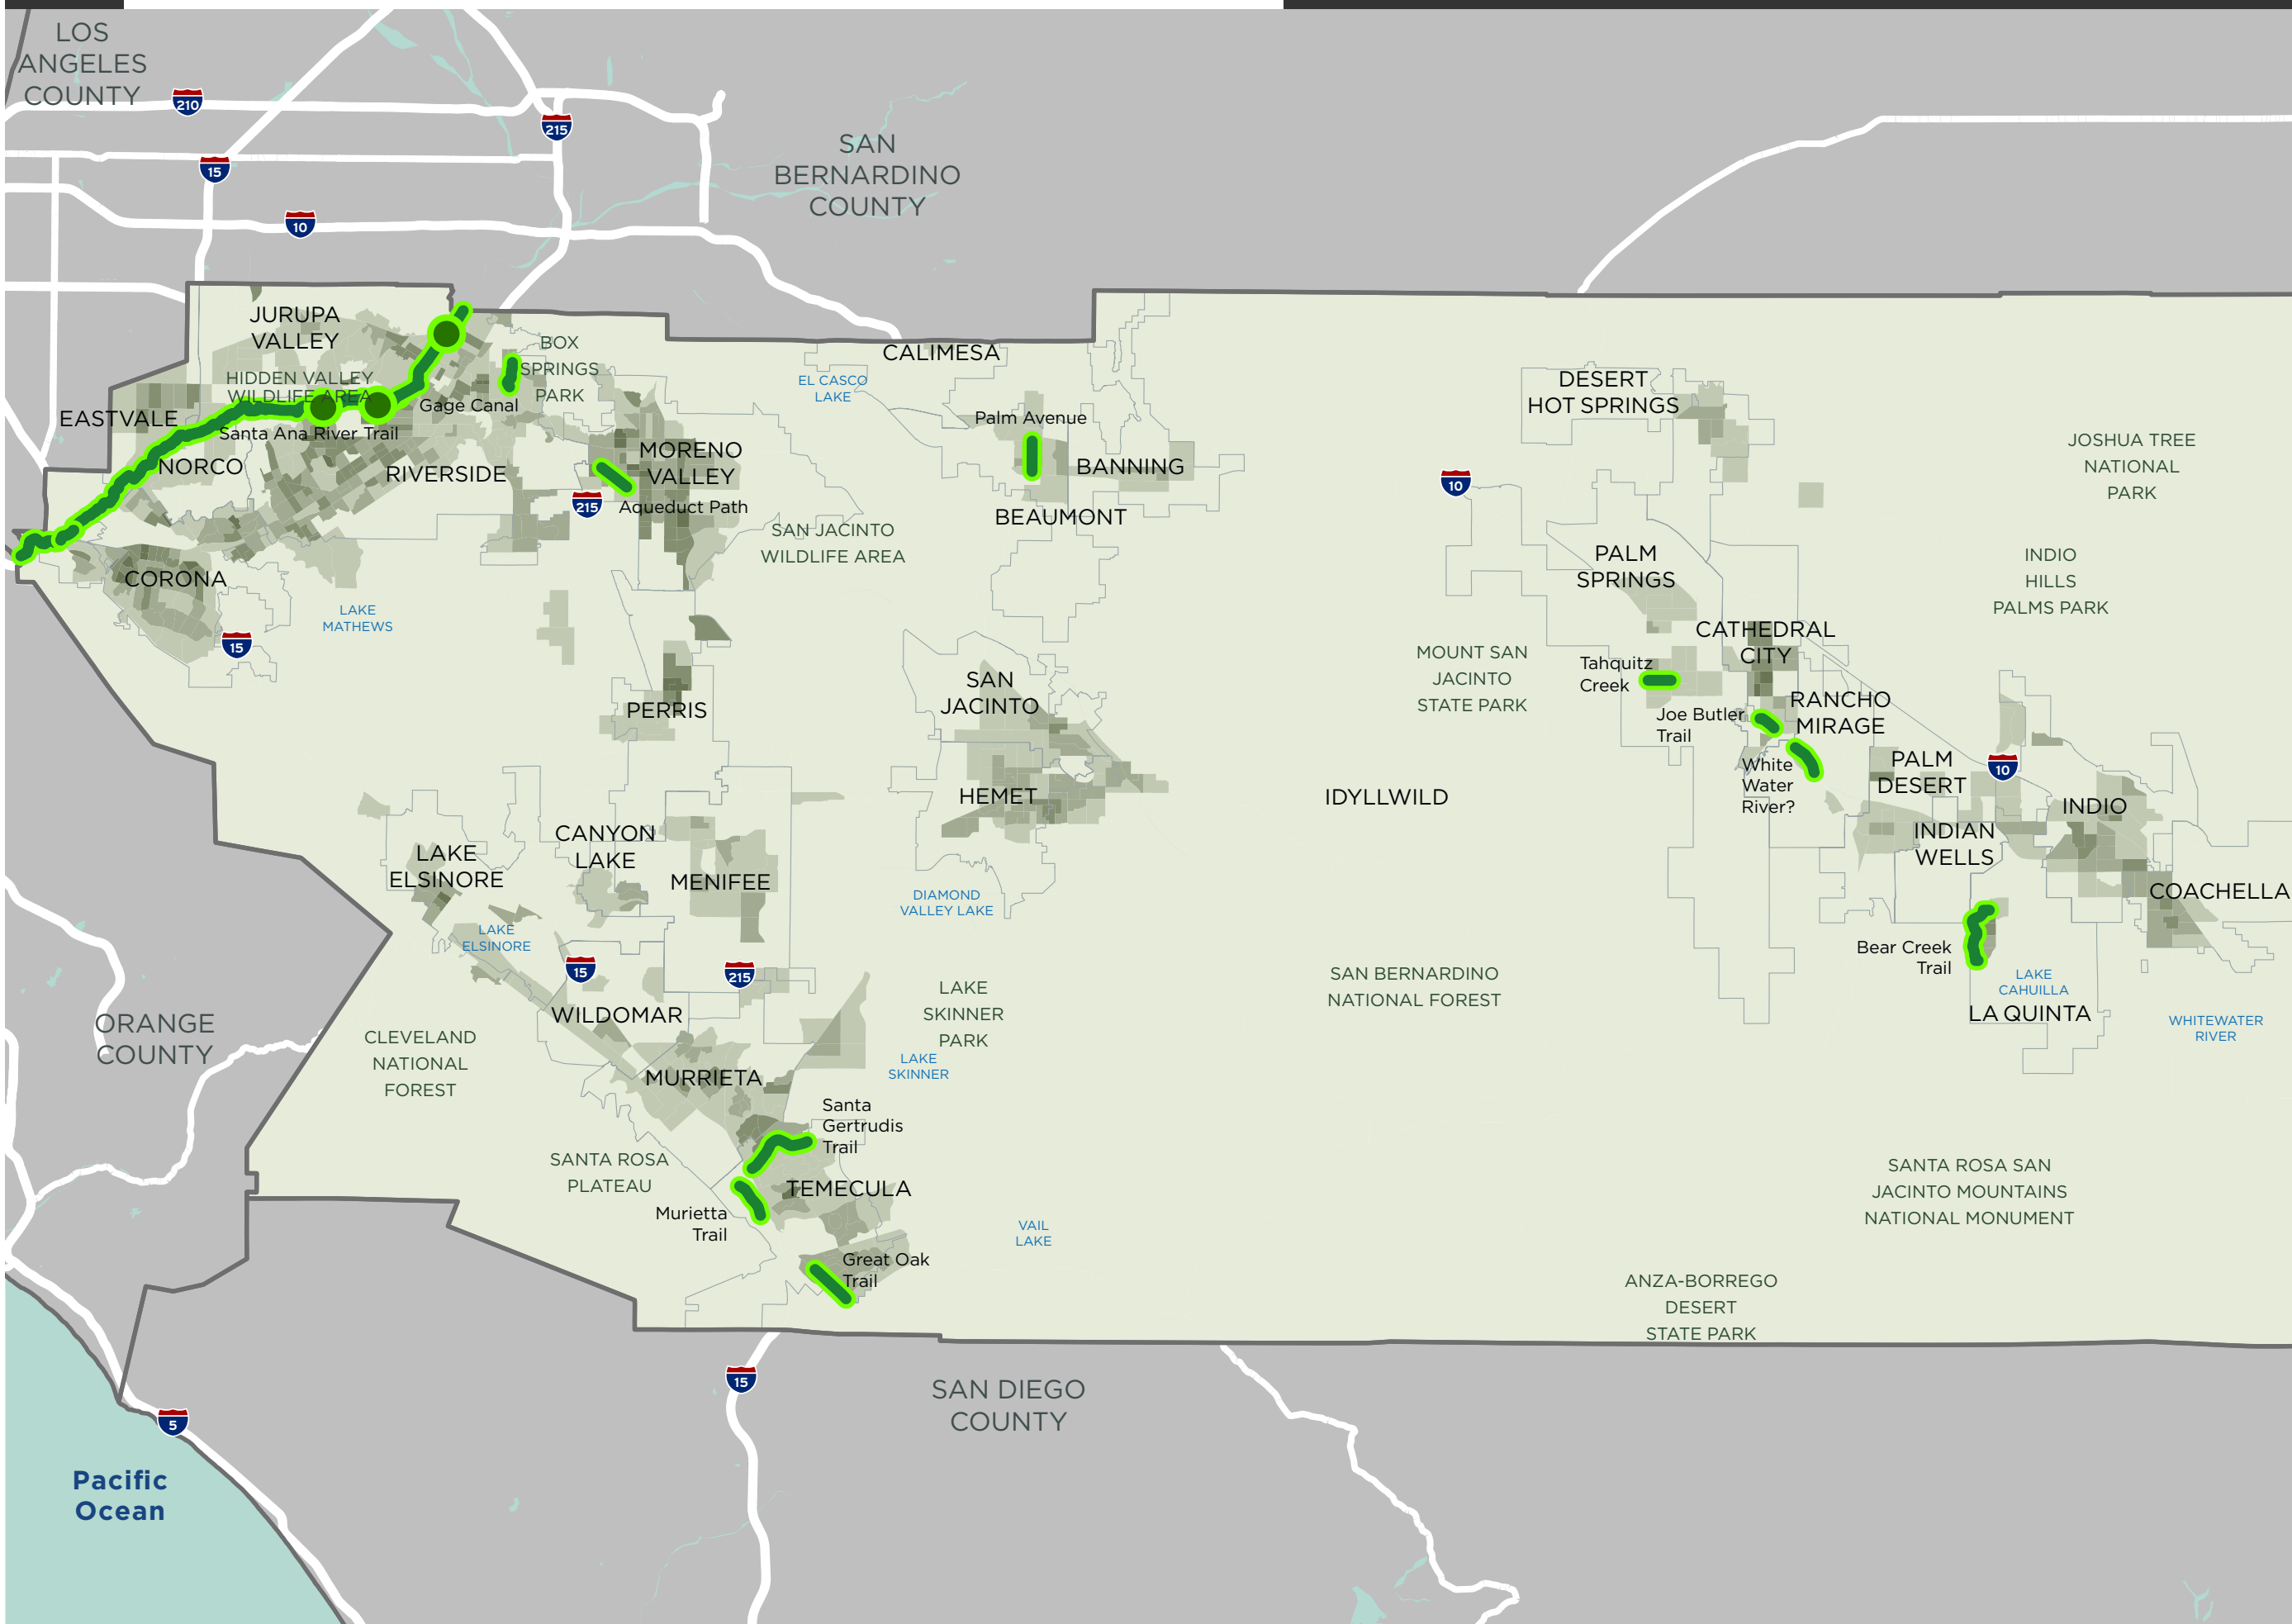 LOS
ANGELES
COUNTY
210
215
15
10
SAN
BERNARDINO
COUNTY
JURUPA
VALLEY
BOX
SPRINGS
PARK
HIDDEN VALLEY
WILDLIFE AREA
EASTVALE
Gage Canal
Santa Ana River Trail
NORCO
RIVERSIDE
MORENO
VALLEY
215
Aqueduct Path
CORONA
15
LAKE
MATHEWS
CALIMESA
EL CASCO
LAKE
Palm Avenue
BANNING
BEAUMONT
SAN JACINTO
WILDLIFE AREA
PERRIS
SAN
JACINTO
HEMET
DESERT
HOT SPRINGS
10
JOSHUA TREE
NATIONAL
PARK
PALM
SPRINGS
INDIO
HILLS
PALMS PARK
MOUNT SAN
JACINTO
STATE PARK
CATHEDRAL
CITY
Tahquitz
Creek
RANCHO
MIRAGE
Joe Butler
Trail
White
Water
River?
PALM
DESERT
10
INDIO
INDIAN
WELLS
IDYLLWILD
COACHELLA
LAKE
ELSINORE
CANYON
LAKE
MENIFEE
DIAMOND
VALLEY LAKE
LAKE
ELSINORE
15
215
WILDOMAR
LAKE
SKINNER
PARK
LAKE
SKINNER
SAN BERNARDINO
NATIONAL FOREST
Bear Creek
Trail
LAKE
CAHUILLA
LA QUINTA
WHITEWATER
RIVER
ORANGE
COUNTY
CLEVELAND
NATIONAL
FOREST
MURRIETA
Santa
Gertrudis
Trail
SANTA ROSA
PLATEAU
TEMECULA
Murietta
Trail
VAIL
LAKE
Great Oak
Trail
SANTA ROSA SAN
JACINTO MOUNTAINS
NATIONAL MONUMENT
ANZA-BORREGO
DESERT
STATE PARK
15
SAN DIEGO
COUNTY
5
Pacific
Ocean